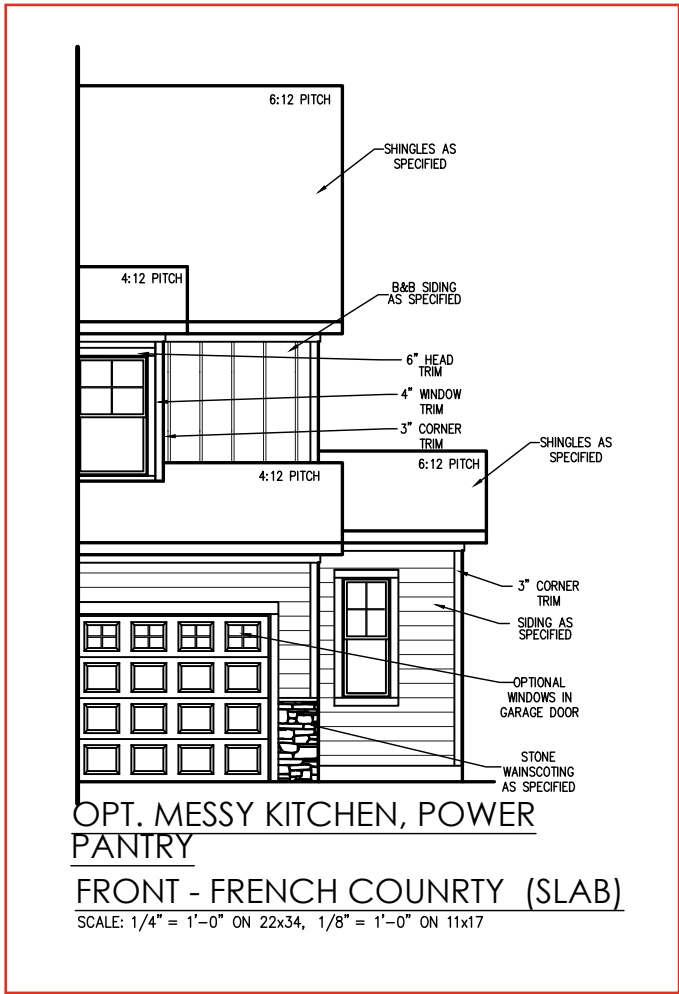 6:12 PITCH
SHINGLES AS
SPECIFIED
4:12 PITCH
B&B SIDING
AS SPECIFIED
6" HEAD
TRIM
4" WINDOW
TRIM
3" CORNER
TRIM
SHINGLES AS
SPECIFIED
6:12 PITCH
4:12 PITCH
3" CORNER
TRIM
SIDING AS
SPECIFIED
OPTIONAL
WINDOWS IN
GARAGE DOOR
STONE
WAINSCOTING
AS SPECIFIED
OPT. MESSY KITCHEN, POWER
PANTRY
FRONT - FRENCH COUNRTY (SLAB)
SCALE: 1/4" = 1'-0" ON 22x34, 1/8" = 1'-0" ON 11x17